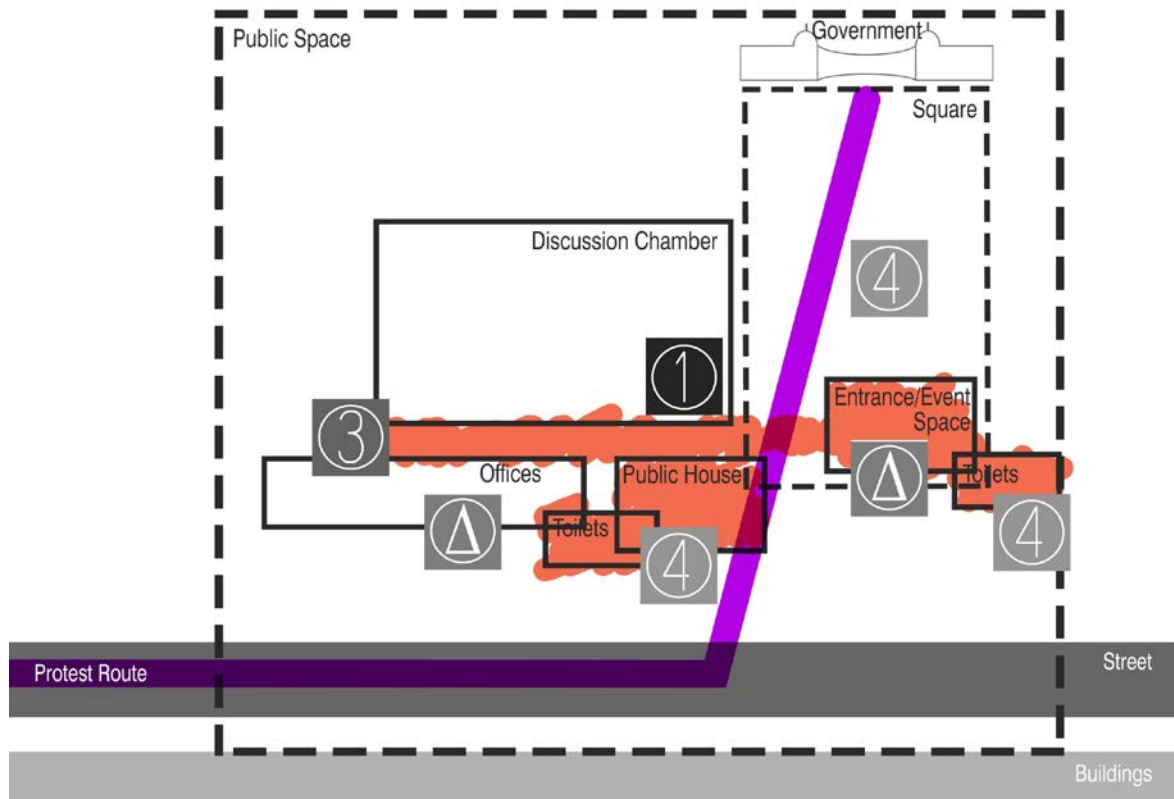 Public Space
Government
Square
Discussion Chamber
4
1
Entrance/Event
Space
3
Offices
Public House
Δ
Toilets
Δ
Toilets
4
4
Protest Route
Street
Buildings